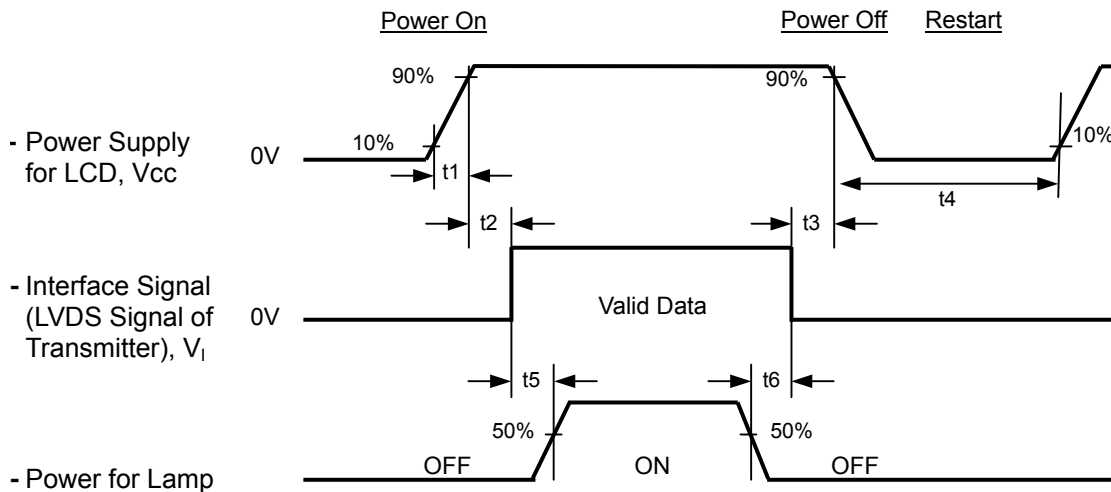 Power On
Power Off
Restart
90%
90%
- Power Supply
for LCD, Vcc
0V
10%
10%
t1
t4
t2
t3
- Interface Signal
(LVDS Signal of
Transmitter), VI
0V
Valid Data
t5
t6
50%
50%
- Power for Lamp
OFF
ON
OFF